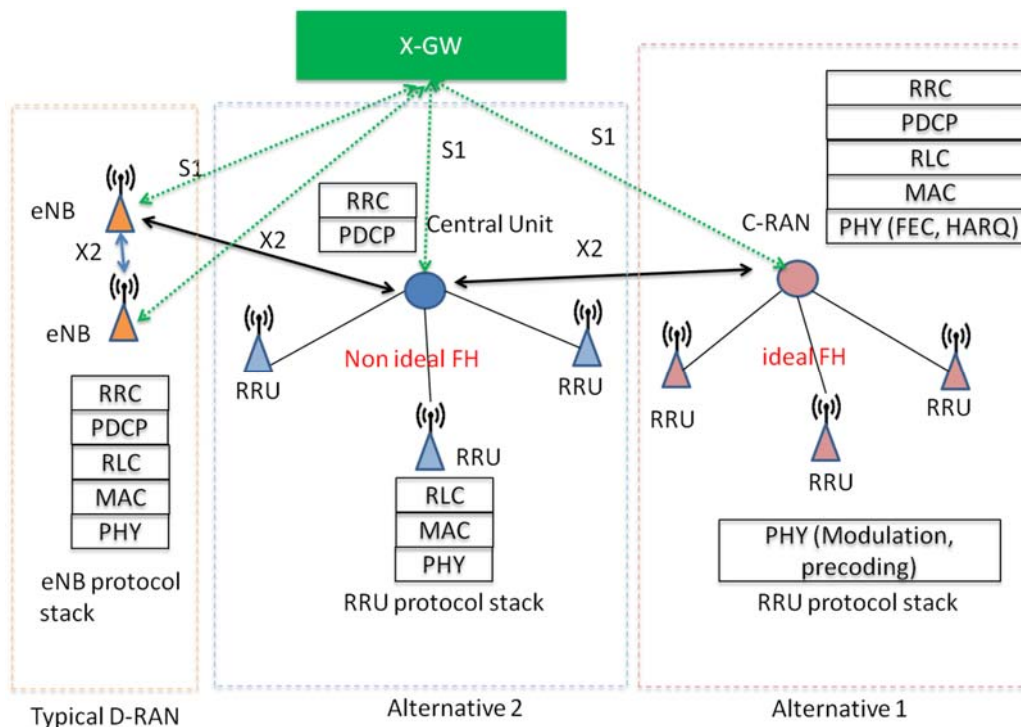 X-GW
S1
eNB
X2
eNB
RRC
PDCP
RLC
MAC
PHY
eNB protocol
stack
Typical D-RAN
S1
RRC
PDCP
Central Unit
X2
RRU
Non ideal FH
RRU
RRU
RLC
MAC
PHY
RRU protocol stack
Alternative 2
S1
X2
RRC
PDCP
RLC
MAC
PHY (FEC, HARQ)
C-RAN
ideal FH
RRU
RRU
RRU
PHY (Modulation,
precoding)
RRU protocol stack
Alternative 1